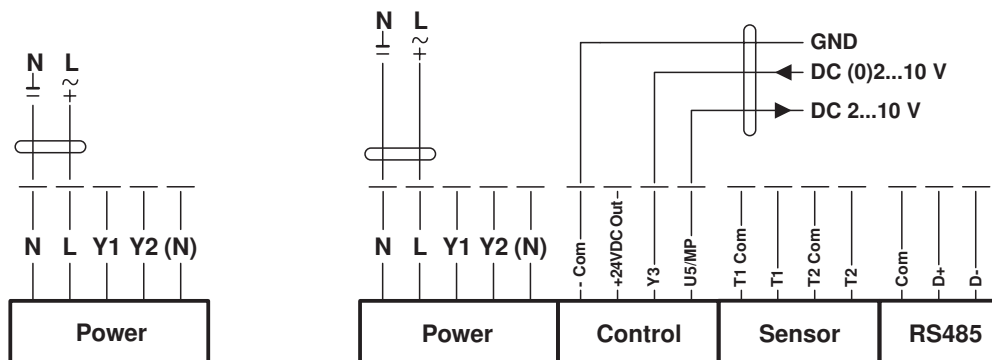 N L
N L
GND
DC (0)2...10 V
DC 2...10 V
N L Y1 Y2 (N)
N L Y1 Y2 (N)
- Com
+24VDC Out
Y3
U5/MP
T1 Com
T1
T2 Com
T2
Com
D+
D-
Power
Power
Control
Sensor
RS485